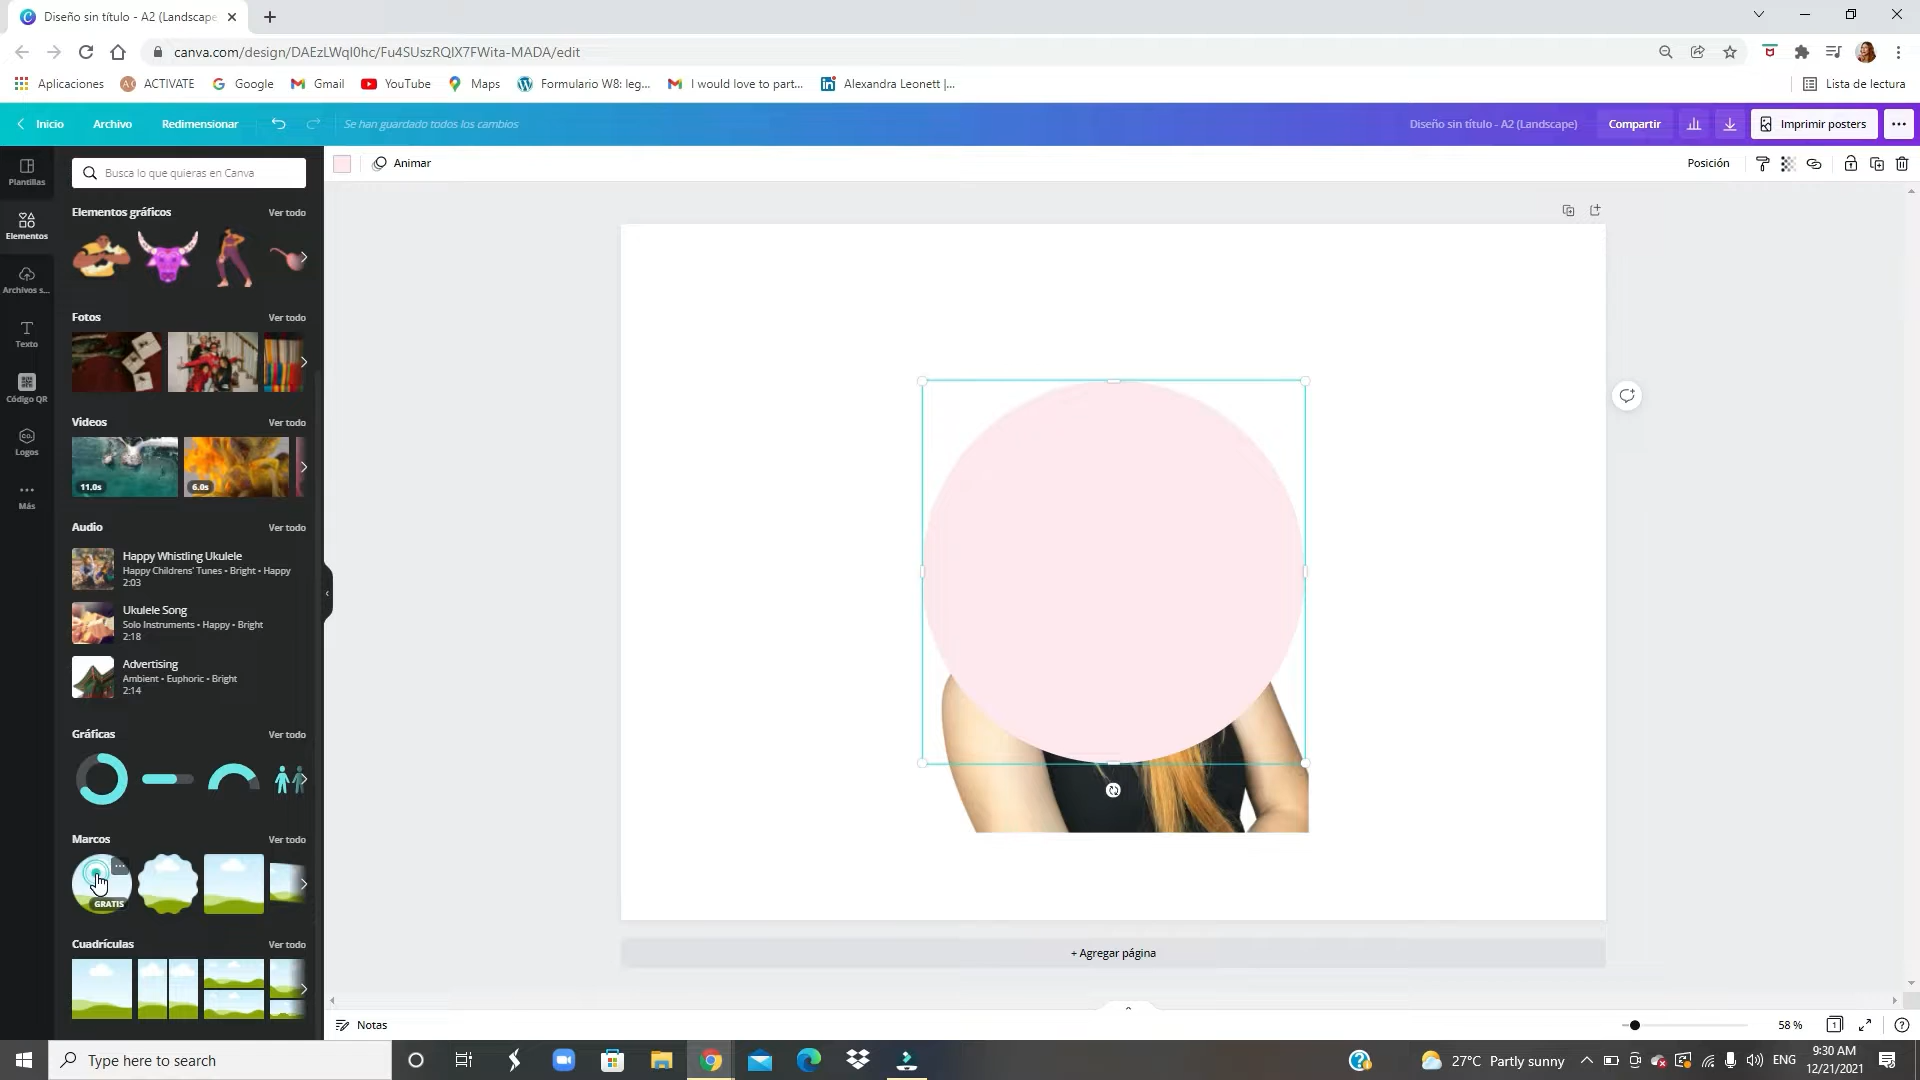 Diseño sin título - A2 (Landscape
canva.com/design/DAEzLWqI0hc/Fu4SUszRQIX7FWita-MADA/edit
Aplicaciones ACTIVATE Google Gmail YouTube Maps Formulario W8: leg... I would love to part... Alexandra Leonett |... Lista de lectura
Inicio Archivo Redimensionar Se han guardado todos los cambios Diseño sin título - A2 (Landscape) Compartir Imprimir posters
Plantillas
Elementos
Archivos s...
Texto
Código QR
Logos
Más
Busca lo que quieras en Canva
Animar
Posición
Elementos gráficos Ver todo
Fotos Ver todo
Videos Ver todo
11.0s 6.0s
Audio Ver todo
Happy Whistling Ukulele
Happy Childrens' Tunes • Bright • Happy
2:03
Ukulele Song
Solo Instruments • Happy • Bright
2:18
Advertising
Ambient • Euphoric • Bright
2:14
Gráficas Ver todo
Marcos Ver todo
GRATIS
Cuadrículas Ver todo
+ Agregar página
Notas
58 %
1
Type here to search
27°C Partly sunny
ENG
9:30 AM
12/21/2021